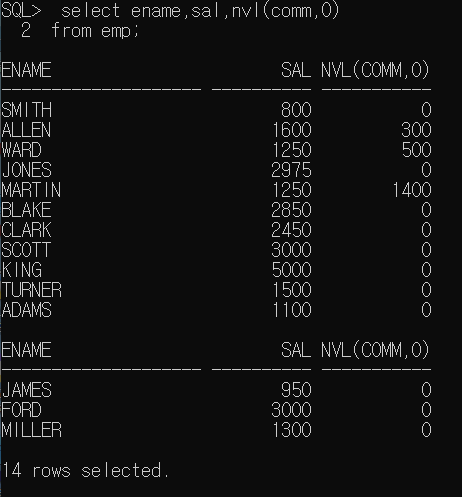 SQL>  select ename,sal,nvl(comm,0)
  2  from emp;
ENAME                       SAL NVL(COMM,0)
-------------------- ---------- -----------
SMITH                       800           0
ALLEN                      1600         300
WARD                       1250         500
JONES                      2975           0
MARTIN                     1250        1400
BLAKE                      2850           0
CLARK                      2450           0
SCOTT                      3000           0
KING                       5000           0
TURNER                     1500           0
ADAMS                      1100           0
ENAME                       SAL NVL(COMM,0)
-------------------- ---------- -----------
JAMES                       950           0
FORD                       3000           0
MILLER                     1300           0
14 rows selected.